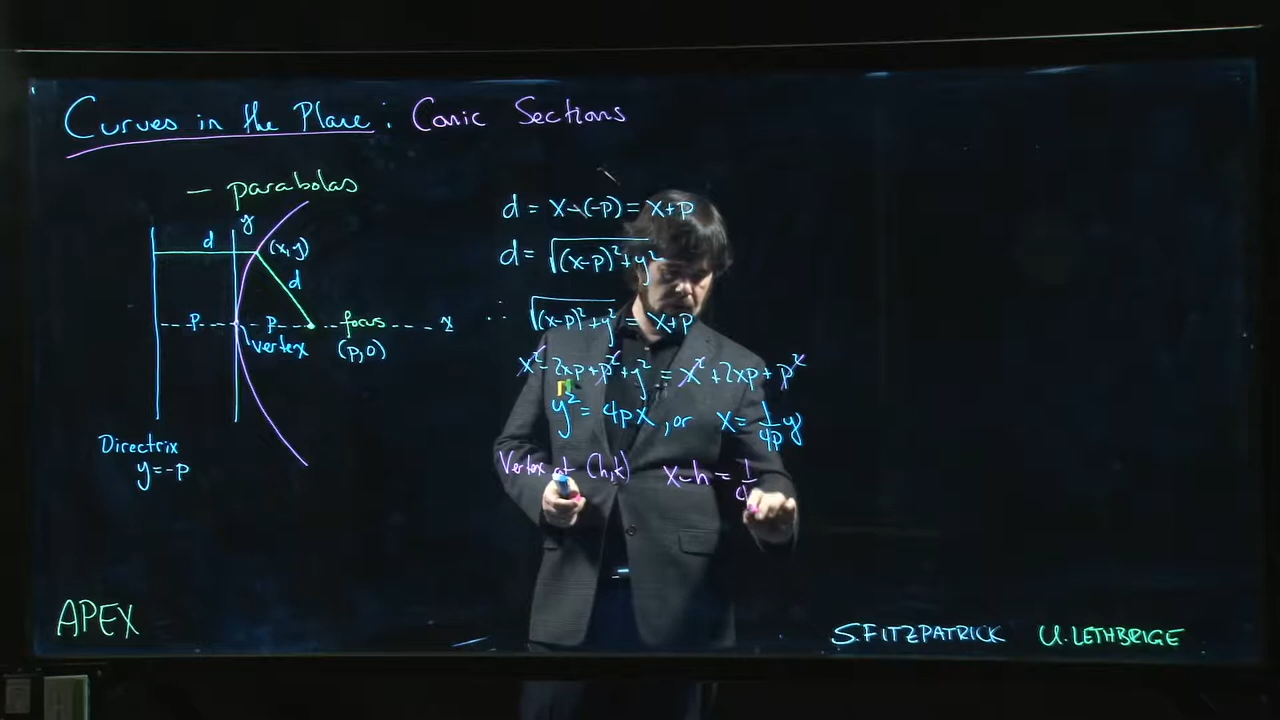 Curves in the Plane: Conic Sections
— parabolas
y
d
(x,y)
d
P
P
focus
x
vertex
(p,0)
Directrix
y=-p
d = x-(-p) = x+p
d = √(x-p)²+y²
∴ √(x-p)²+y² = x+p
x²-2xp+p²+y² = x²+2xp+p²
y² = 4px, or x = 1/4p y
Vertex at (h,k) x-h = 1/4
APEX
S.FITZPATRICK U.LETHBRIGE